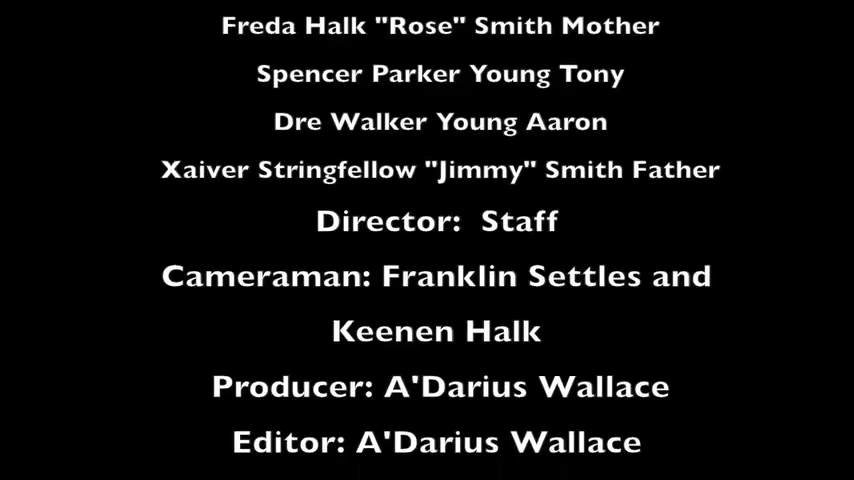 Freda Halk "Rose" Smith Mother
Spencer Parker Young Tony
Dre Walker Young Aaron
Xaiver Stringfellow "Jimmy" Smith Father
Director:  Staff
Cameraman: Franklin Settles and
Keenen Halk
Producer: A'Darius Wallace
Editor: A'Darius Wallace